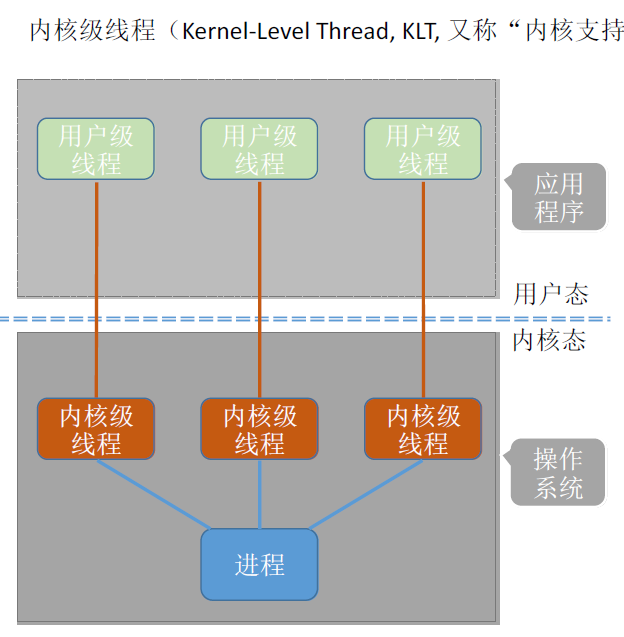 内核级线程（Kernel-Level Thread, KLT, 又称“内核支持
用户级
线程
用户级
线程
用户级
线程
应用
程序
用户态
内核态
内核级
线程
内核级
线程
内核级
线程
操作
系统
进程